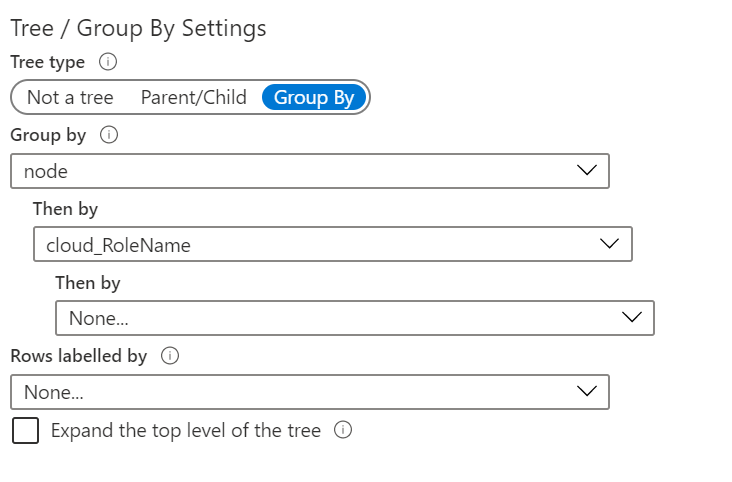 Tree / Group By Settings
Tree type
Not a tree Parent/Child Group By
Group by
node
Then by
cloud_RoleName
Then by
None...
Rows labelled by
None...
Expand the top level of the tree